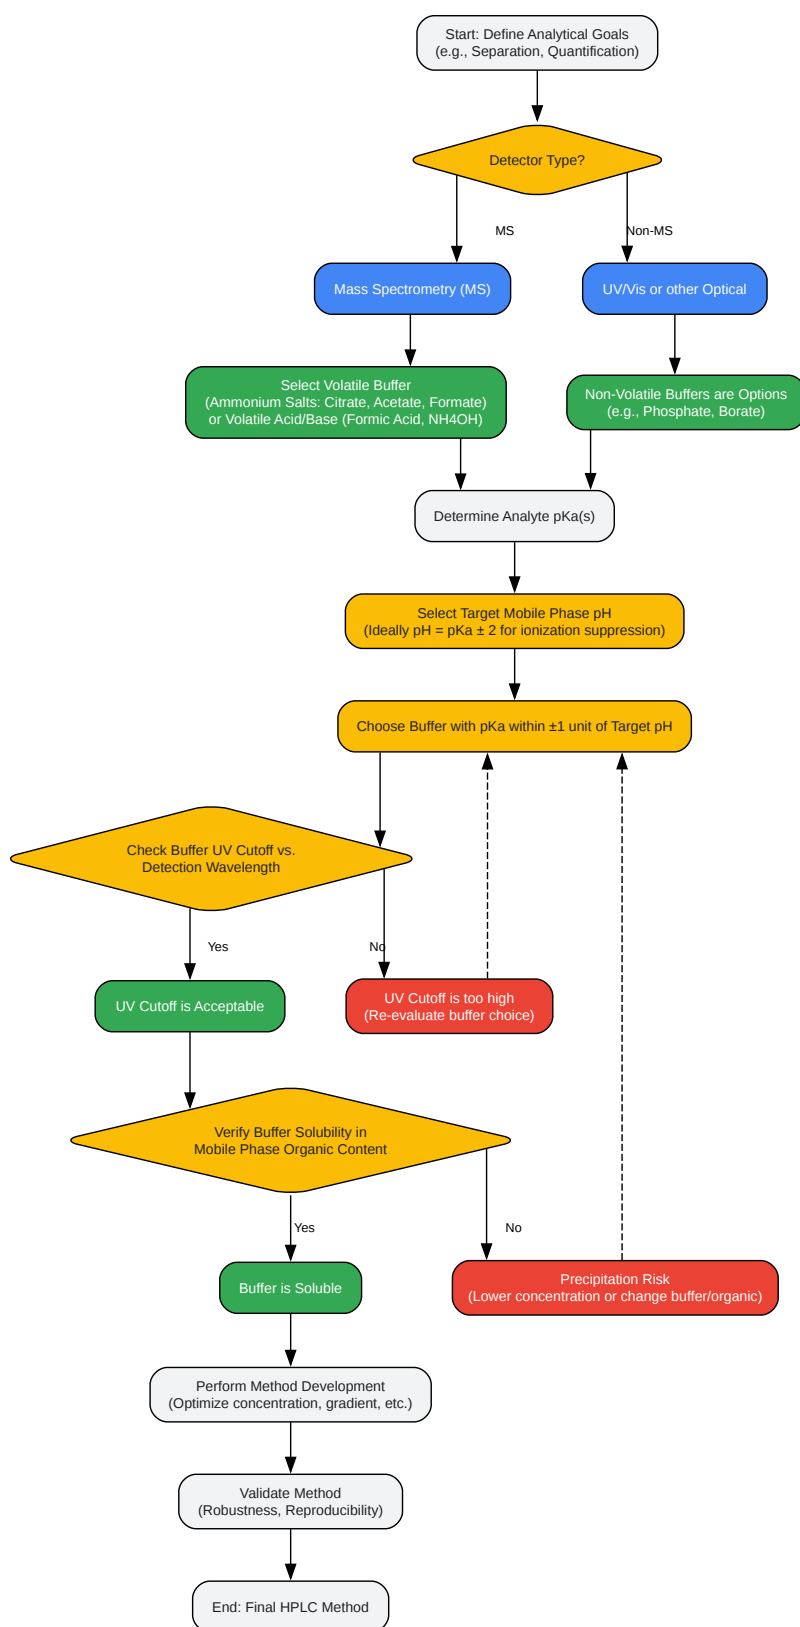 Start: Define Analytical Goals
(e.g., Separation, Quantification)
Detector Type?
MS
Non-MS
Mass Spectrometry (MS)
UV/Vis or other Optical
Select Volatile Buffer
(Ammonium Salts: Citrate, Acetate, Formate)
or Volatile Acid/Base (Formic Acid, NH4OH)
Non-Volatile Buffers are Options
(e.g., Phosphate, Borate)
Determine Analyte pKa(s)
Select Target Mobile Phase pH
(Ideally pH = pKa ± 2 for ionization suppression)
Choose Buffer with pKa within ±1 unit of Target pH
Check Buffer UV Cutoff vs.
Detection Wavelength
Yes
No
UV Cutoff is Acceptable
UV Cutoff is too high
(Re-evaluate buffer choice)
Verify Buffer Solubility in
Mobile Phase Organic Content
Yes
No
Buffer is Soluble
Precipitation Risk
(Lower concentration or change buffer/organic)
Perform Method Development
(Optimize concentration, gradient, etc.)
Validate Method
(Robustness, Reproducibility)
End: Final HPLC Method